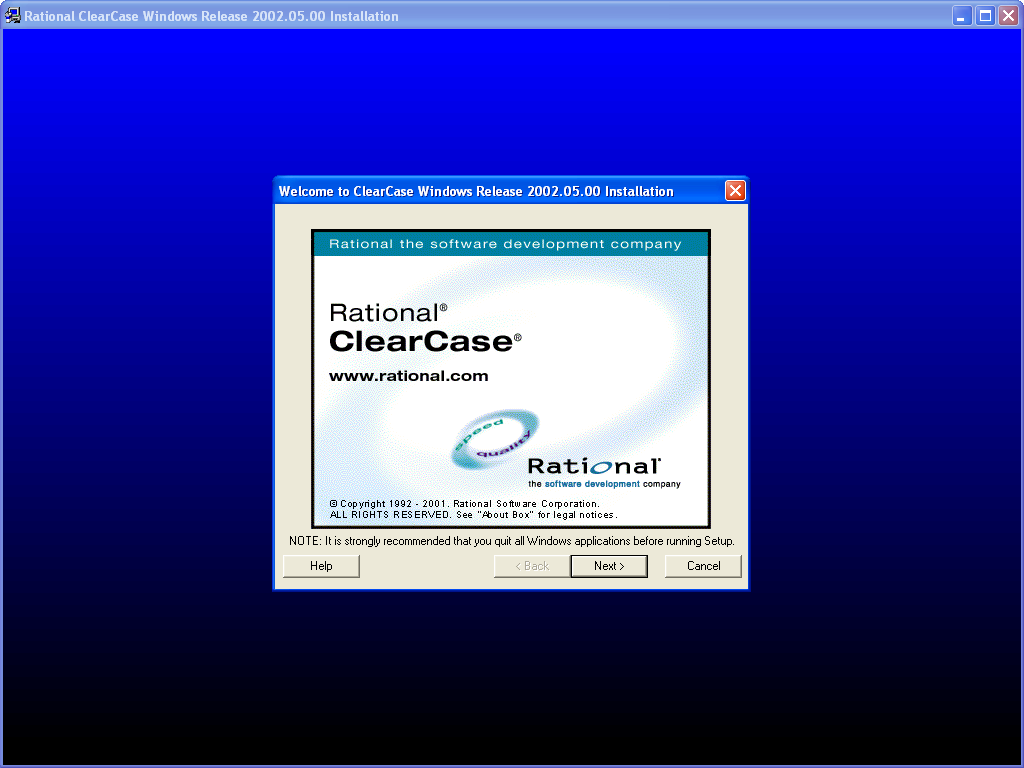 Rational ClearCase Windows Release 2002.05.00 Installation
Welcome to ClearCase Windows Release 2002.05.00 Installation
Rational the software development company
Rational®
ClearCase®
www.rational.com
speed
quality
Rational
the software development company
© Copyright 1992 - 2001. Rational Software Corporation.
ALL RIGHTS RESERVED. See "About Box" for legal notices.
NOTE: It is strongly recommended that you quit all Windows applications before running Setup.
Help
< Back
Next >
Cancel